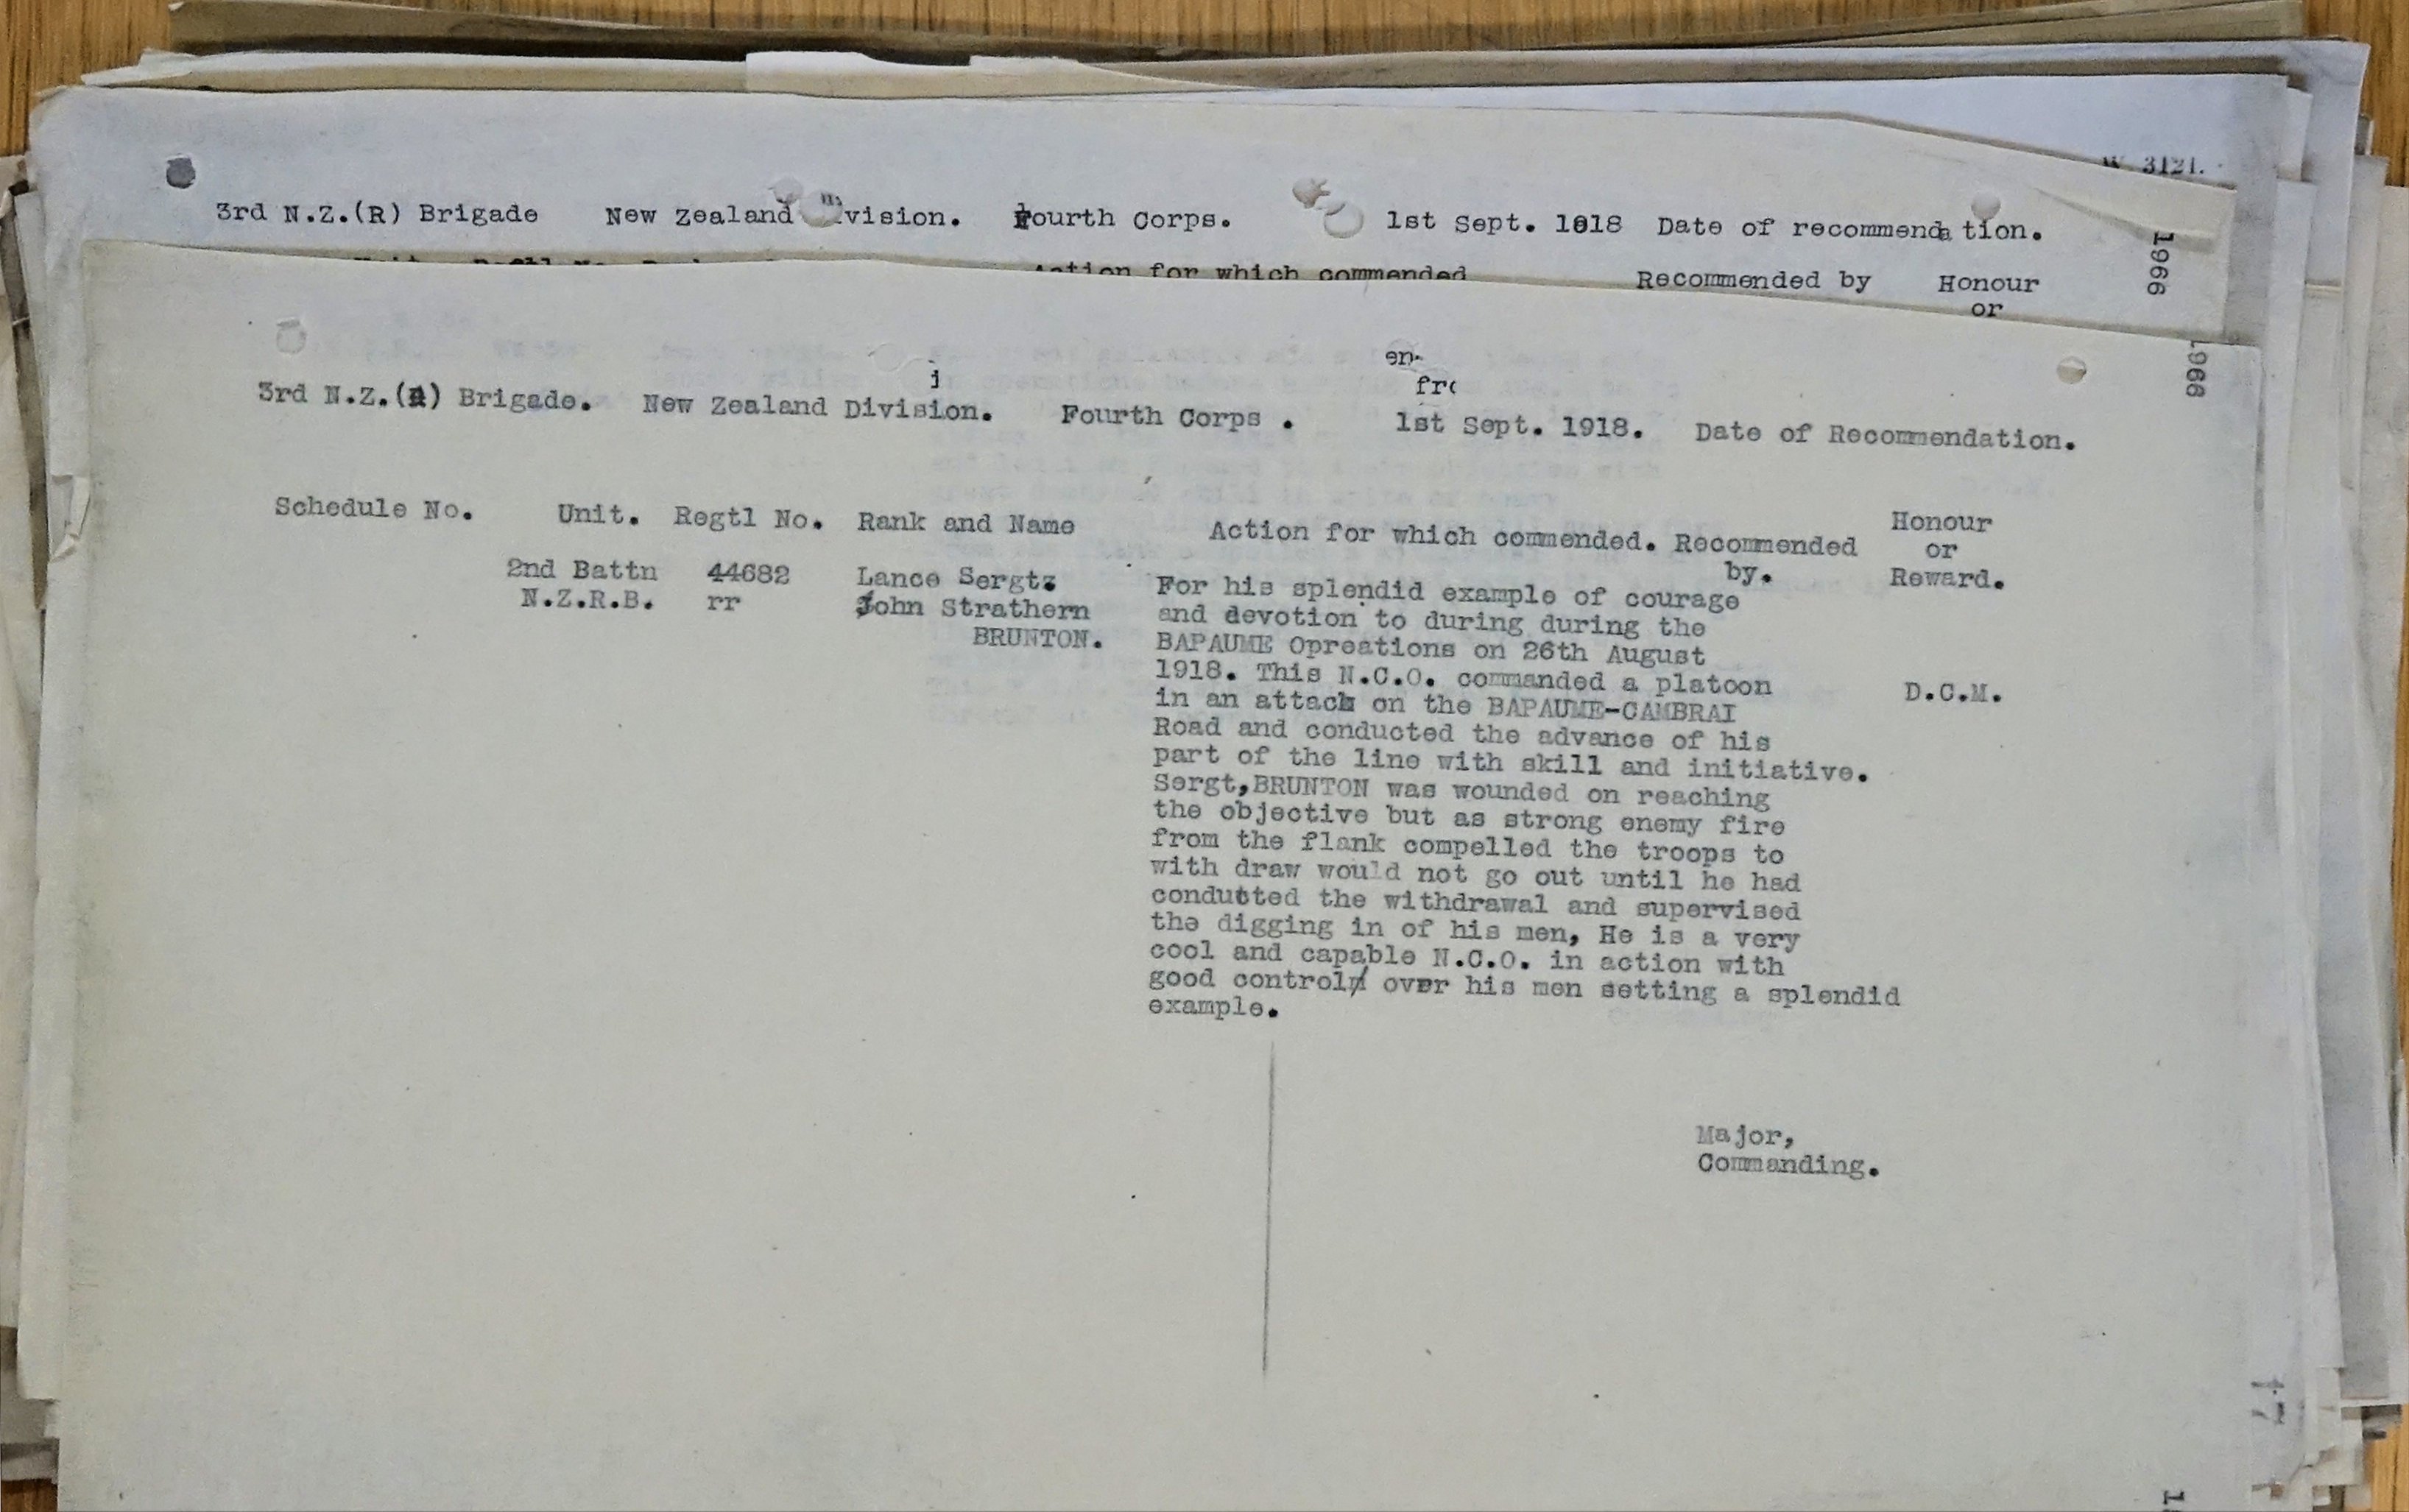 W 3121.
3rd N.Z.(R) Brigade New Zealand Division. Fourth Corps. 1st Sept. 1918 Date of recommendation.
Action for which commended Recommended by Honour
or
1966
1966
en-
fr
i
3rd N.Z.(R) Brigade. New Zealand Division. Fourth Corps . 1st Sept. 1918. Date of Recommendation.
Schedule No. Unit. Regtl No. Rank and Name Action for which commended. Recommended by. Honour or Reward.
2nd Battn 44682 Lance Sergt.
N.Z.R.B. rr John Strathern
BRUNTON.
For his splendid example of courage
and devotion to during during the
BAPAUME Opreations on 26th August
1918. This N.C.O. commanded a platoon
in an attack on the BAPAUME-CAMBRAI
D.C.M.
Road and conducted the advance of his
part of the line with skill and initiative.
Sergt,BRUNTON was wounded on reaching
the objective but as strong enemy fire
from the flank compelled the troops to
with draw would not go out until he had
conducted the withdrawal and supervised
the digging in of his men, He is a very
cool and capable N.C.O. in action with
good control over his men setting a splendid
example.
Major,
Commanding.